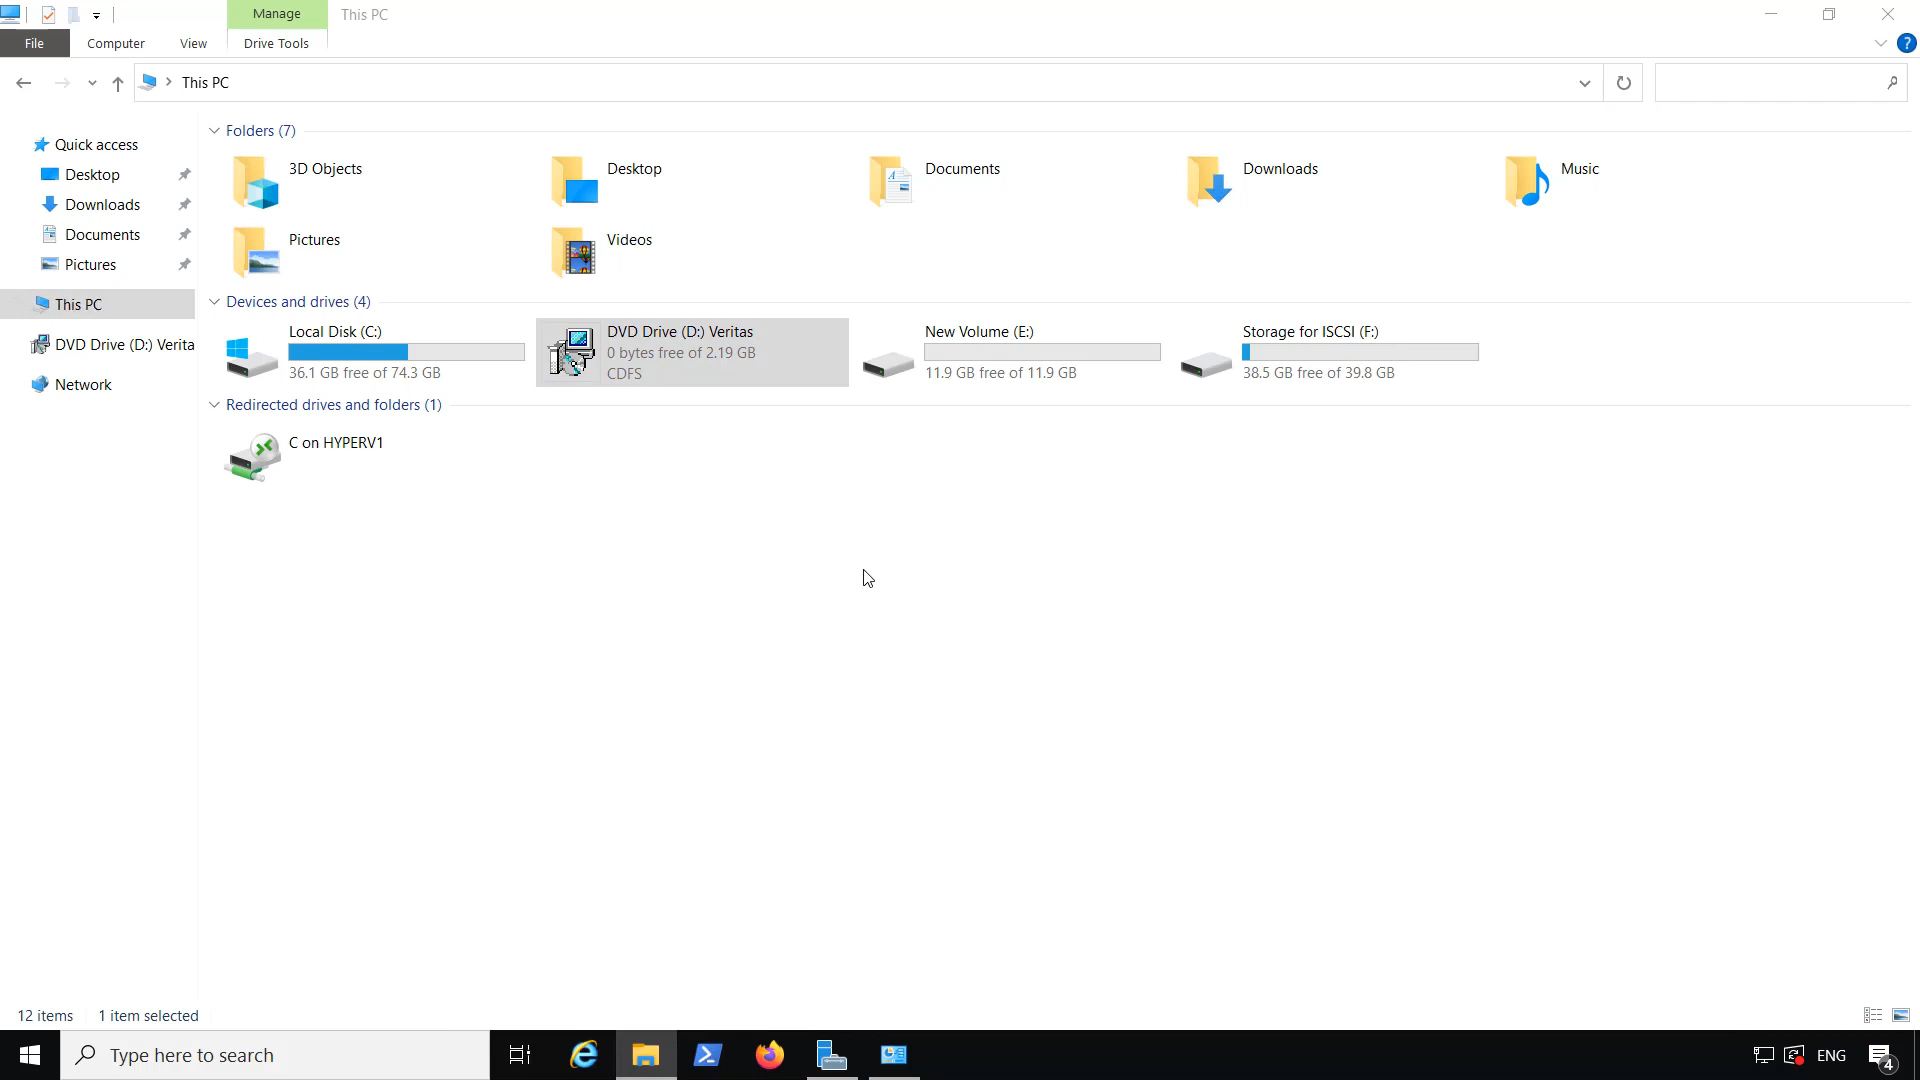 Manage
This PC
File
Computer
View
Drive Tools
This PC
Quick access
Desktop
Downloads
Documents
Pictures
This PC
DVD Drive (D:) Verita
Network
Folders (7)
3D Objects
Desktop
Documents
Downloads
Music
Pictures
Videos
Devices and drives (4)
Local Disk (C:)
36.1 GB free of 74.3 GB
DVD Drive (D:) Veritas
0 bytes free of 2.19 GB
CDFS
New Volume (E:)
11.9 GB free of 11.9 GB
Storage for ISCSI (F:)
38.5 GB free of 39.8 GB
Redirected drives and folders (1)
C on HYPERV1
12 items
1 item selected
Type here to search
ENG
4